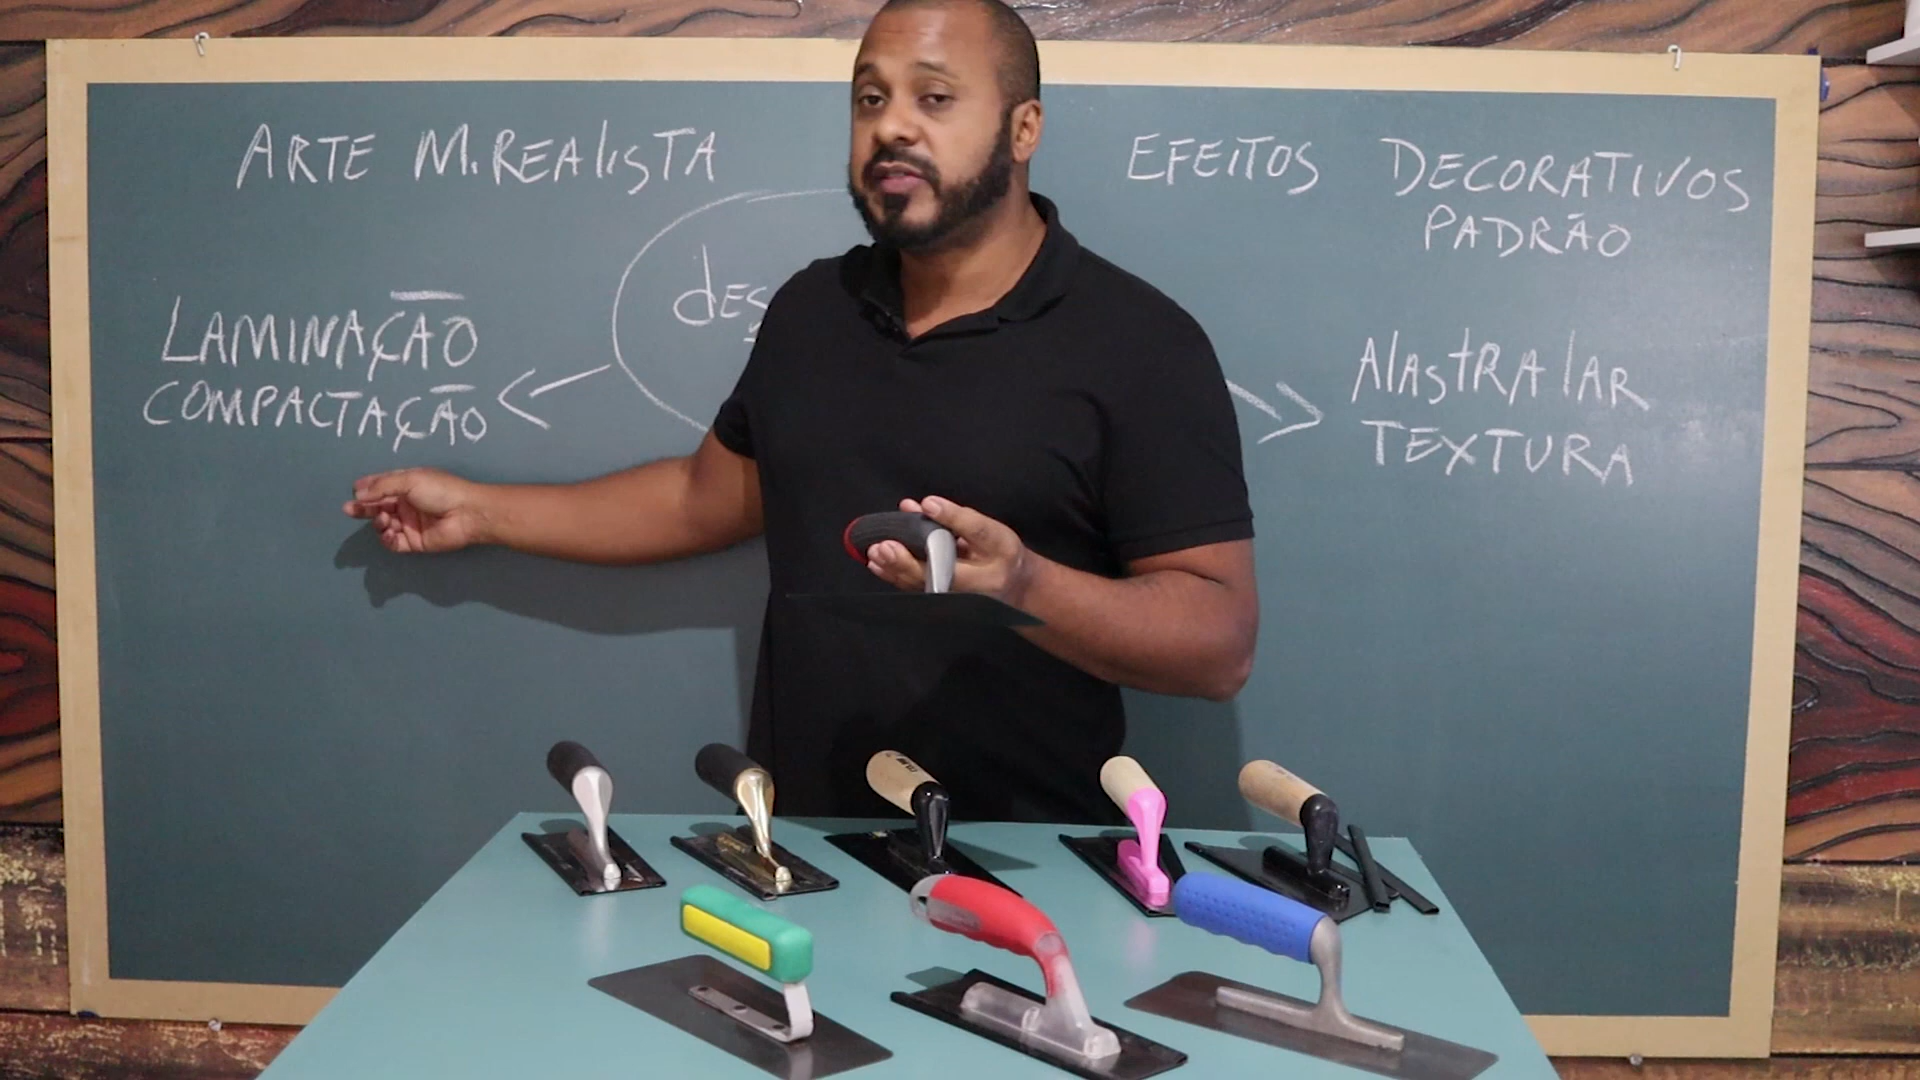 ARTE M.REALISTA
EFEITOS DECORATIVOS
PADRÃO
LAMINAÇÃO
COMPACTAÇÃO
AlASTRALAR
TEXTURA